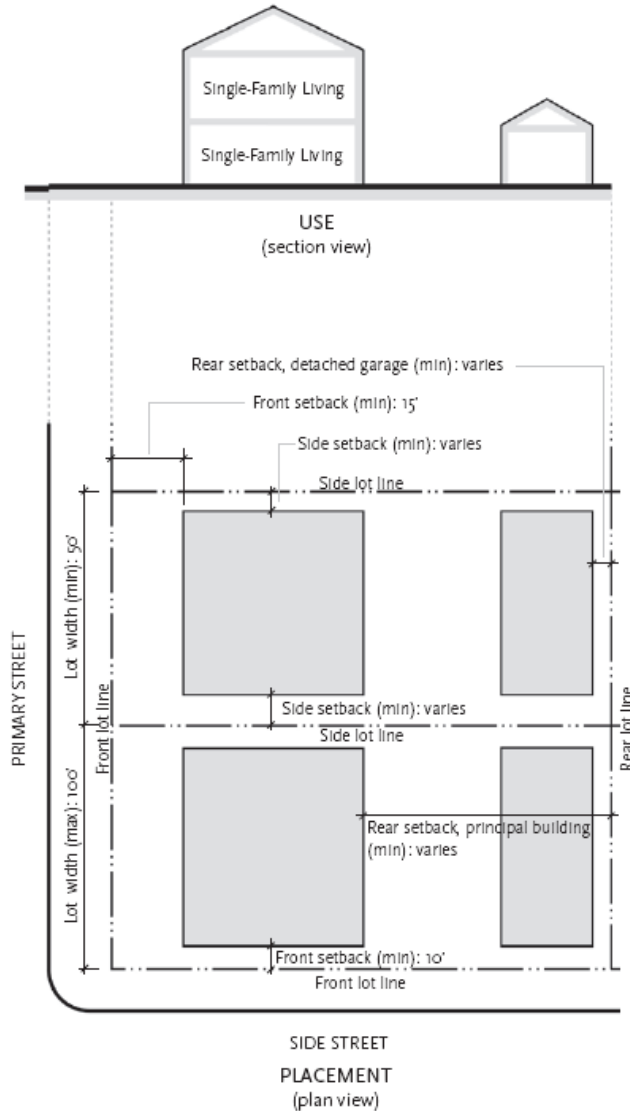 Single-Family Living
Single-Family Living
USE
(section view)
Rear setback, detached garage (min): varies
Front setback (min): 15'
Side setback (min): varies
Side lot line
Lot width (min): 50'
PRIMARY STREET
Front lot line
Side setback (min): varies
Side lot line
Rear lot line
Lot width (max): 100'
Rear setback, principal building
(min): varies
Front setback (min): 10'
Front lot line
SIDE STREET
PLACEMENT
(plan view)